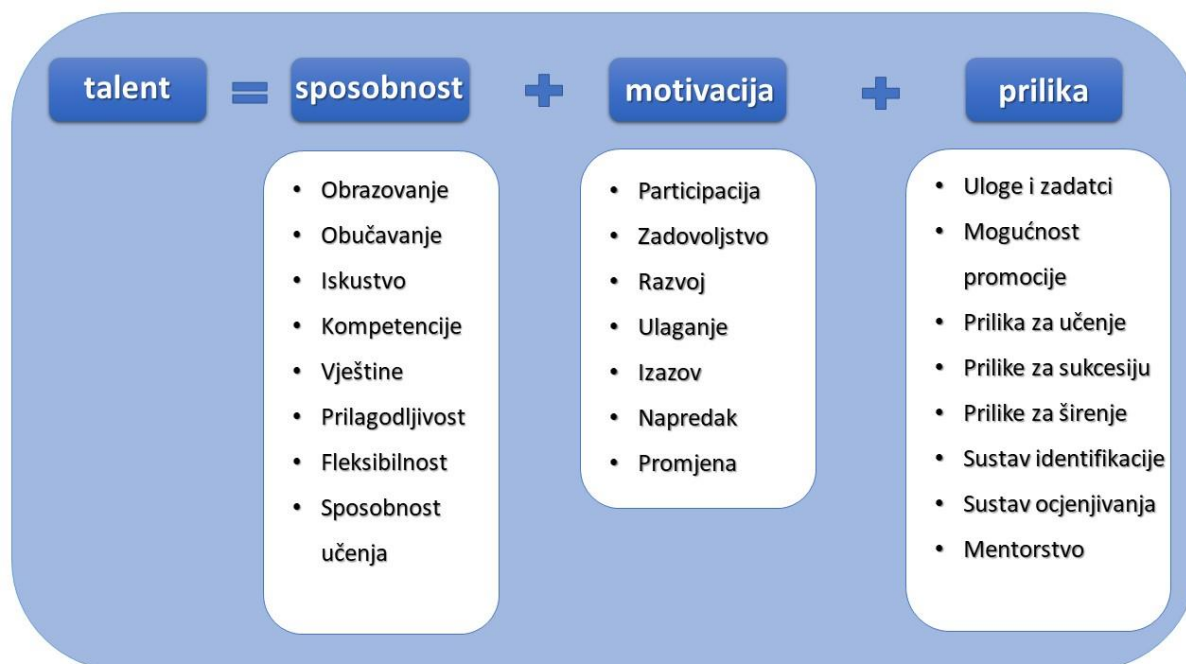 talent = sposobnost + motivacija + prilika
• Obrazovanje
• Obučavanje
• Iskustvo
• Kompetencije
• Vještine
• Prilagodljivost
• Fleksibilnost
• Sposobnost
učenja
• Participacija
• Zadovoljstvo
• Razvoj
• Ulaganje
• Izazov
• Napredak
• Promjena
• Uloge i zadatci
• Mogućnost
promocije
• Prilika za učenje
• Prilike za sukcesiju
• Prilike za širenje
• Sustav identifikacije
• Sustav ocjenjivanja
• Mentorstvo